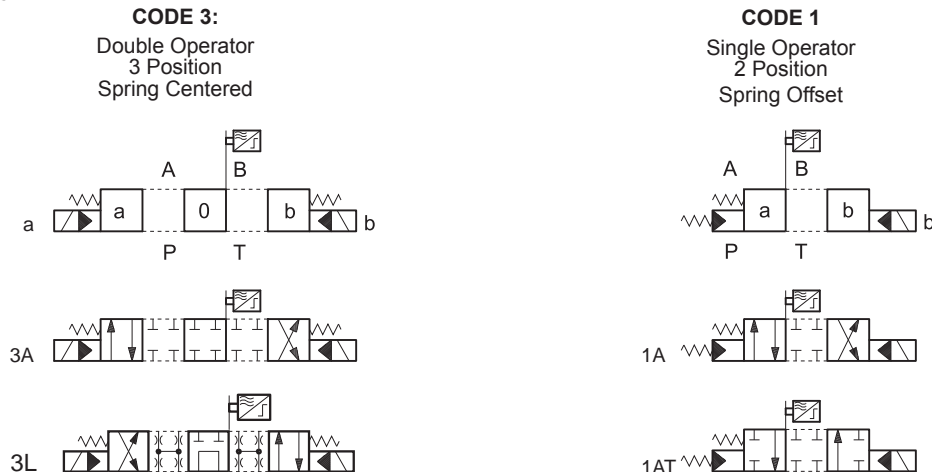 CODE 3:
Double Operator
3 Position
Spring Centered
A B
a a 0 b b
P T
3A
3L
CODE 1
Single Operator
2 Position
Spring Offset
A B
a b b
P T
1A
1AT